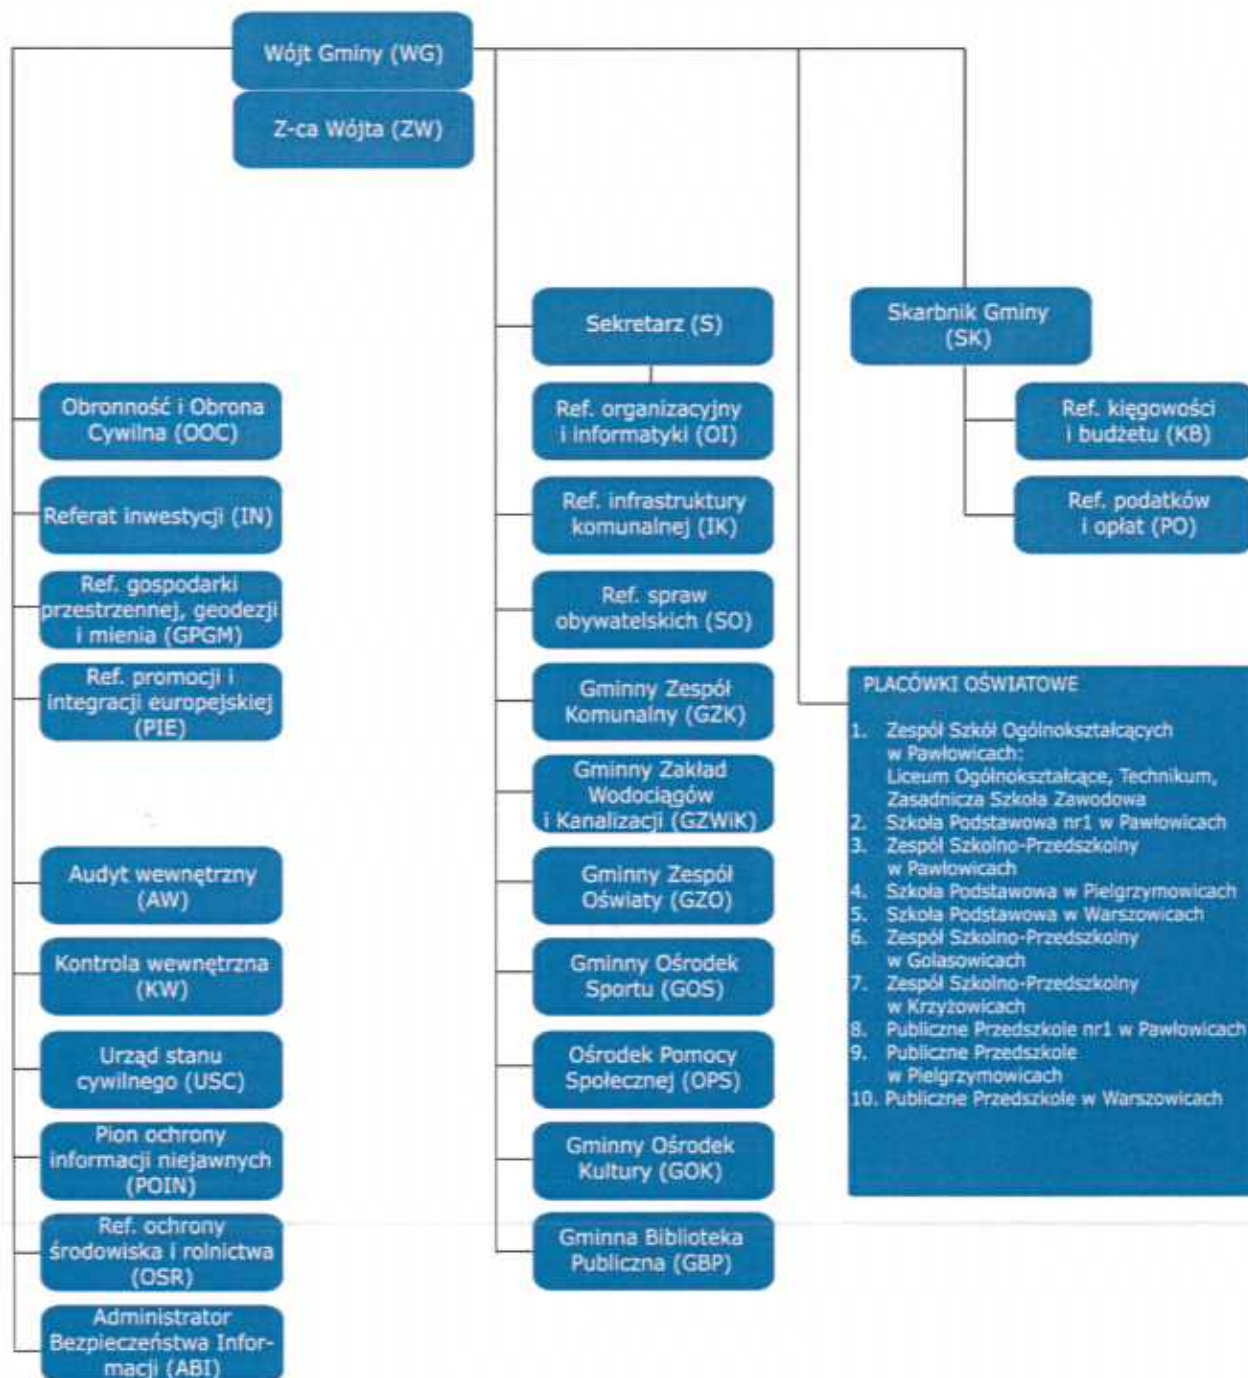 Wójt Gminy (WG)
Z-ca Wójta (ZW)
Obronność i Obrona
Cywilna (OOC)
Referat inwestycji (IN)
Ref. gospodarki
przestrzennej, geodezji
i mienia (GPGM)
Ref. promocji i
integracji europejskiej
(PIE)
Audyt wewnętrzny
(AW)
Kontrola wewnętrzna
(KW)
Urząd stanu
cywilnego (USC)
Pion ochrony
informacji niejawnych
(POIN)
Ref. ochrony
środowiska i rolnictwa
(OSR)
Administrator
Bezpieczeństwa Infor-
macji (ABI)
Sekretarz (S)
Ref. organizacyjny
i informatyki (OI)
Ref. infrastruktury
komunalnej (IK)
Ref. spraw
obywatelskich (SO)
Gminny Zespół
Komunalny (GZK)
Gminny Zakład
Wodociągów
i Kanalizacji (GZWiK)
Gminny Zespół
Oświaty (GZO)
Gminny Ośrodek
Sportu (GOS)
Ośrodek Pomocy
Społecznej (OPS)
Gminny Ośrodek
Kultury (GOK)
Gminna Biblioteka
Publiczna (GBP)
Skarbnik Gminy
(SK)
Ref. kięgowości
i budżetu (KB)
Ref. podatków
i opłat (PO)
PLACÓWKI OŚWIATOWE
1. Zespół Szkół Ogólnokształcących
w Pawłowicach:
Liceum Ogółnokształcące, Technikum,
Zasadnicza Szkoła Zawodowa
2. Szkoła Podstawowa nr1 w Pawłowicach
3. Zespół Szkolno-Przedszkolny
w Pawłowicach
4. Szkoła Podstawowa w Pielgrzymowicach
5. Szkoła Podstawowa w Warszowicach
6. Zespół Szkolno-Przedszkolny
w Golasowicach
7. Zespół Szkolno-Przedszkolny
w Krzyżowicach
8. Publiczne Przedszkole nr1 w Pawłowicach
9. Publiczne Przedszkole
w Pielgrzymowicach
10. Publiczne Przedszkole w Warszowicach